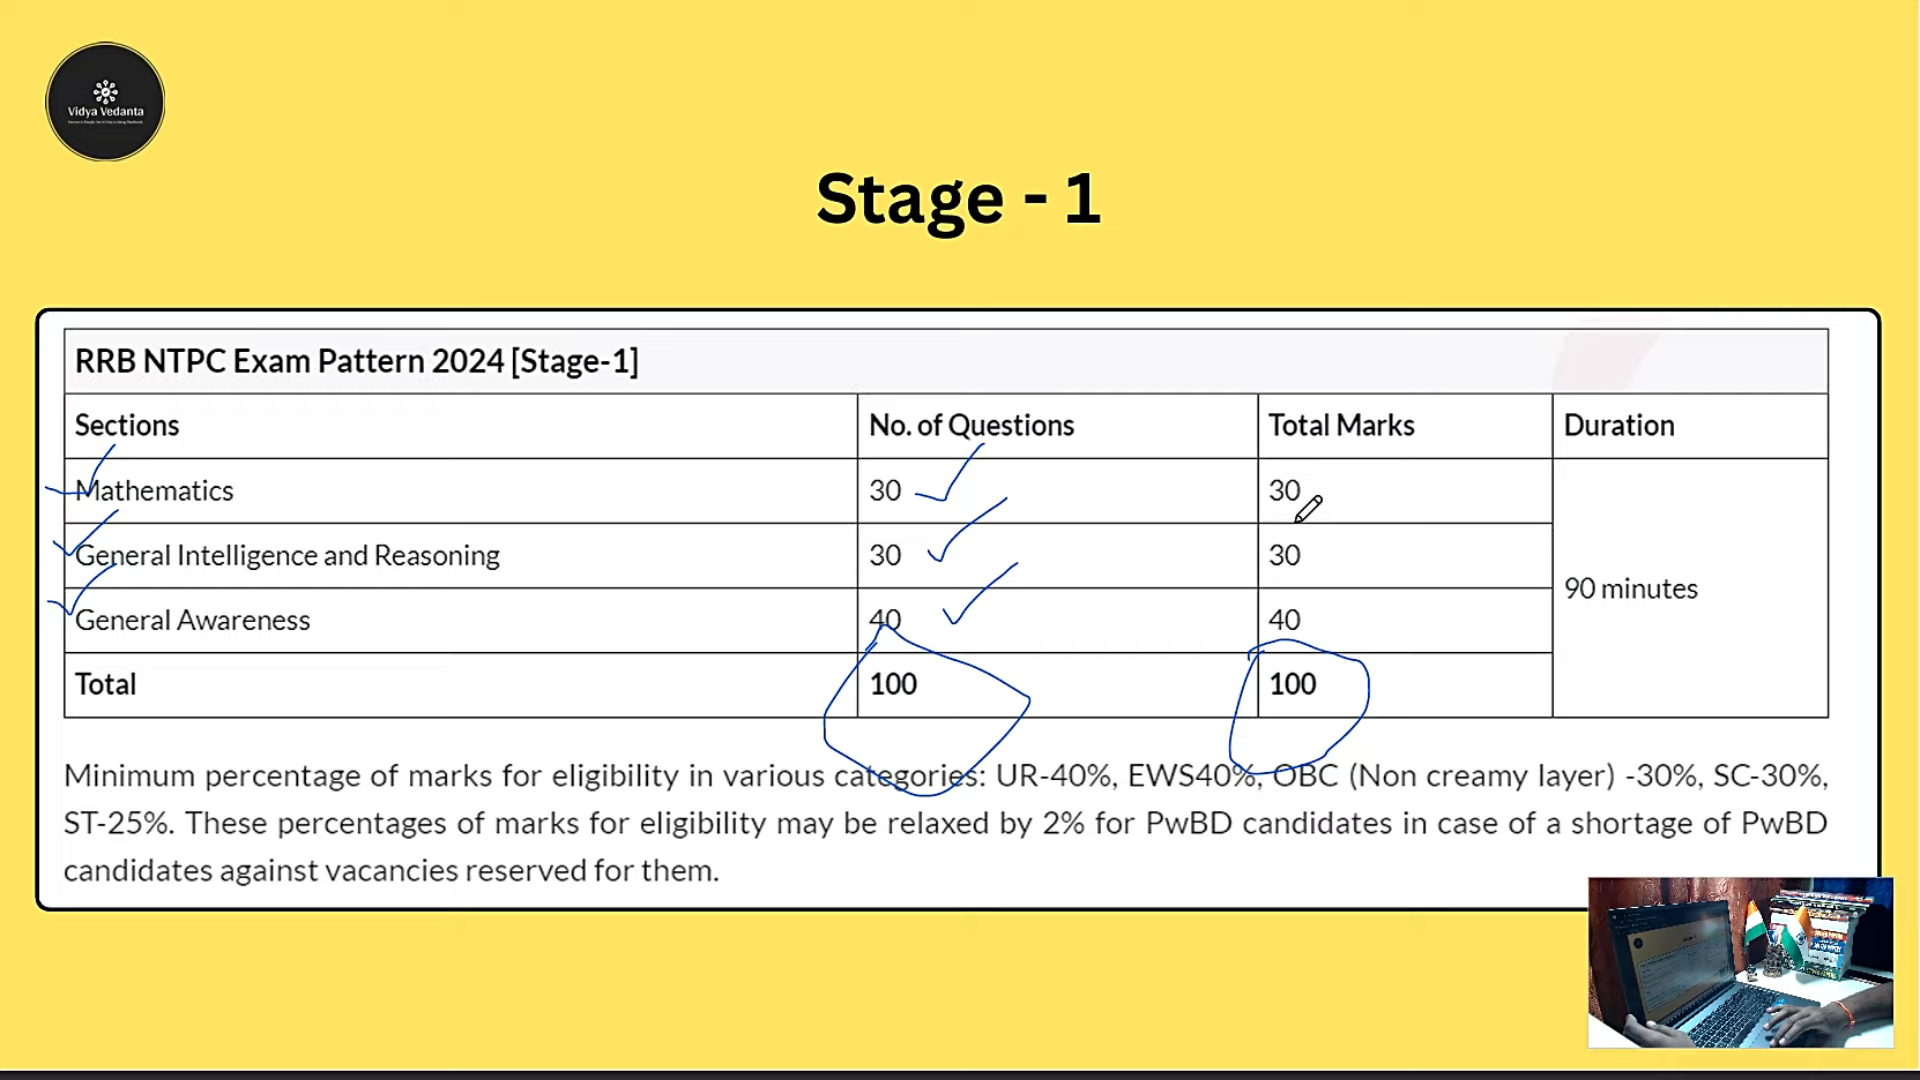 Vidya Vedanta
Stage - 1
RRB NTPC Exam Pattern 2024 [Stage-1]
Sections No. of Questions Total Marks Duration
Mathematics 30 30
General Intelligence and Reasoning 30 30
90 minutes
General Awareness 40 40
Total 100 100
Minimum percentage of marks for eligibility in various categories: UR-40%, EWS40%, OBC (Non creamy layer) -30%, SC-30%,
ST-25%. These percentages of marks for eligibility may be relaxed by 2% for PwBD candidates in case of a shortage of PwBD
candidates against vacancies reserved for them.